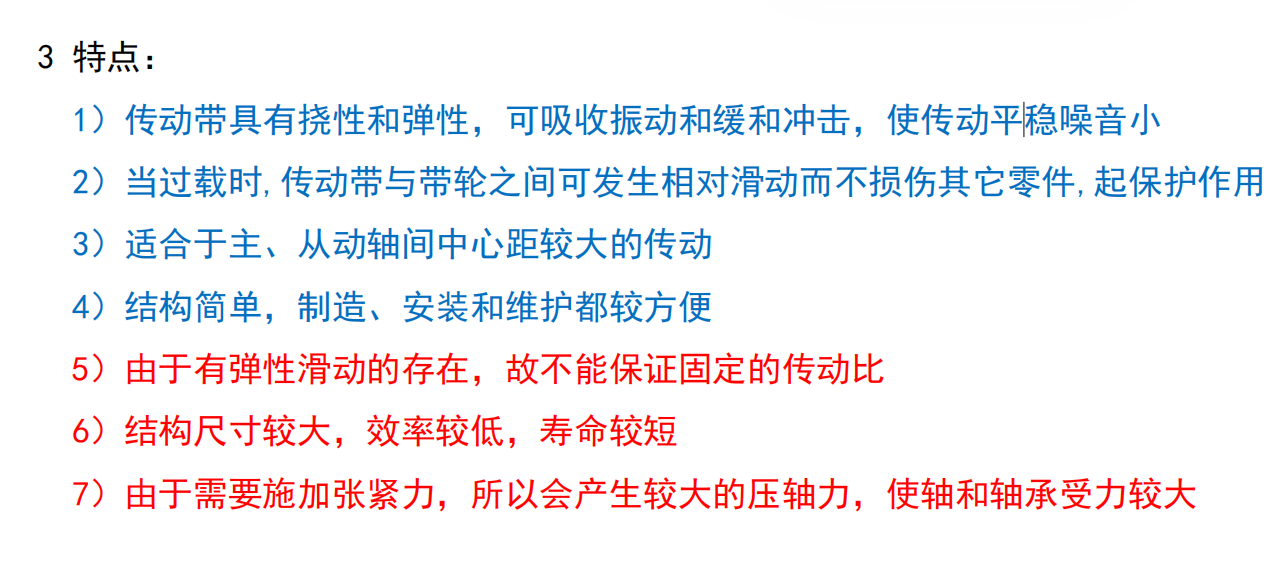 3 特点：
1）传动带具有挠性和弹性，可吸收振动和缓和冲击，使传动平稳噪音小
2）当过载时,传动带与带轮之间可发生相对滑动而不损伤其它零件,起保护作用
3）适合于主、从动轴间中心距较大的传动
4）结构简单，制造、安装和维护都较方便
5）由于有弹性滑动的存在，故不能保证固定的传动比
6）结构尺寸较大，效率较低，寿命较短
7）由于需要施加张紧力，所以会产生较大的压轴力，使轴和轴承受力较大